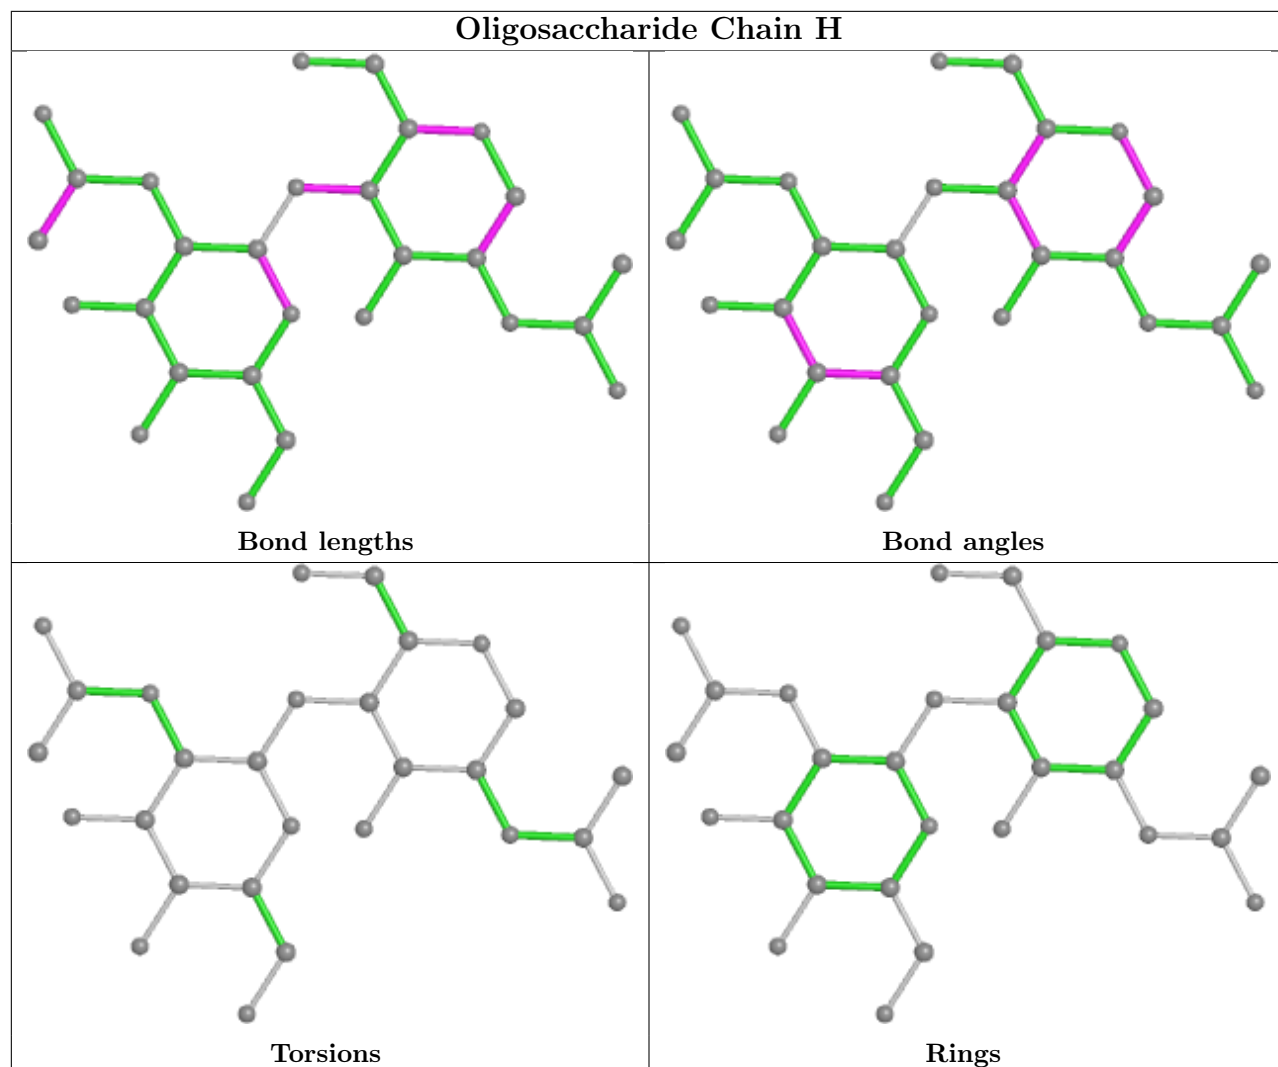 Oligosaccharide Chain H
Bond lengths
Bond angles
Torsions
Rings